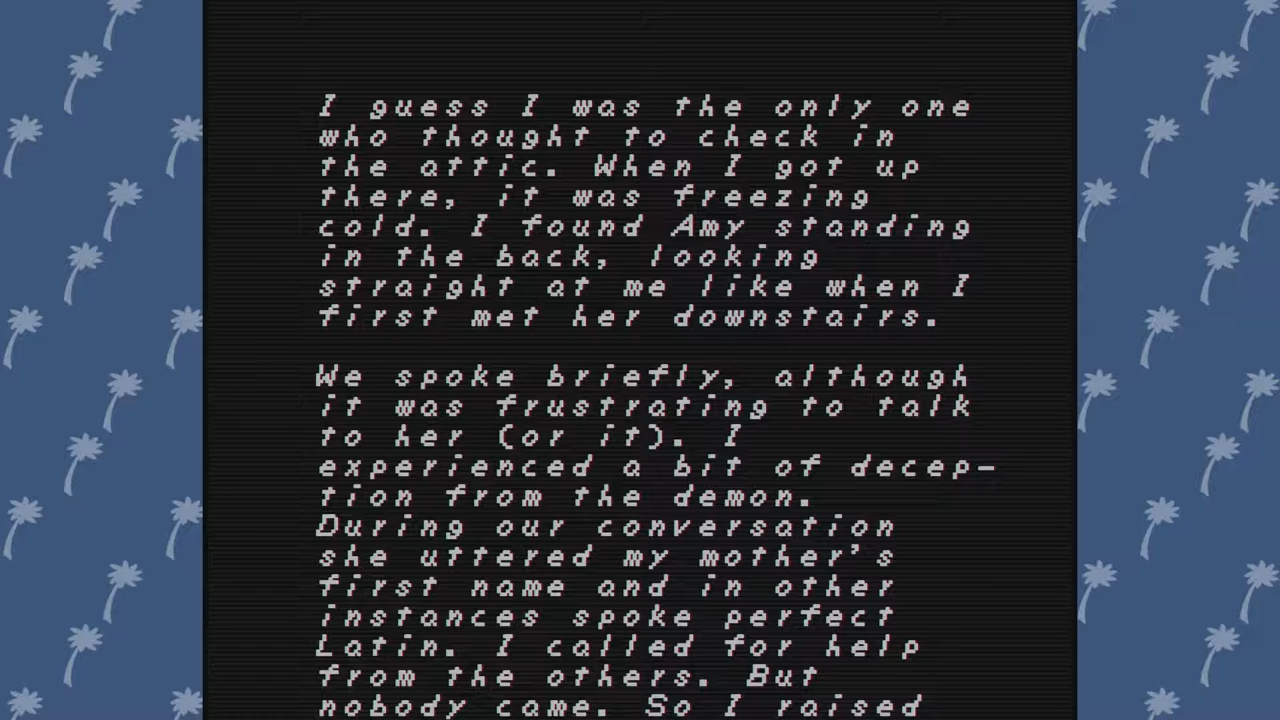 I guess I was the only one
who thought to check in
the attic. When I got up
there, it was freezing
cold. I found Amy standing
in the back, looking
straight at me like when I
first met her downstairs.
We spoke briefly, although
it was frustrating to talk
to her (or it). I
experienced a bit of decep-
tion from the demon.
During our conversation
she uttered my mother's
first name and in other
instances spoke perfect
Latin. I called for help
from the others. But
nobody came. So I raised